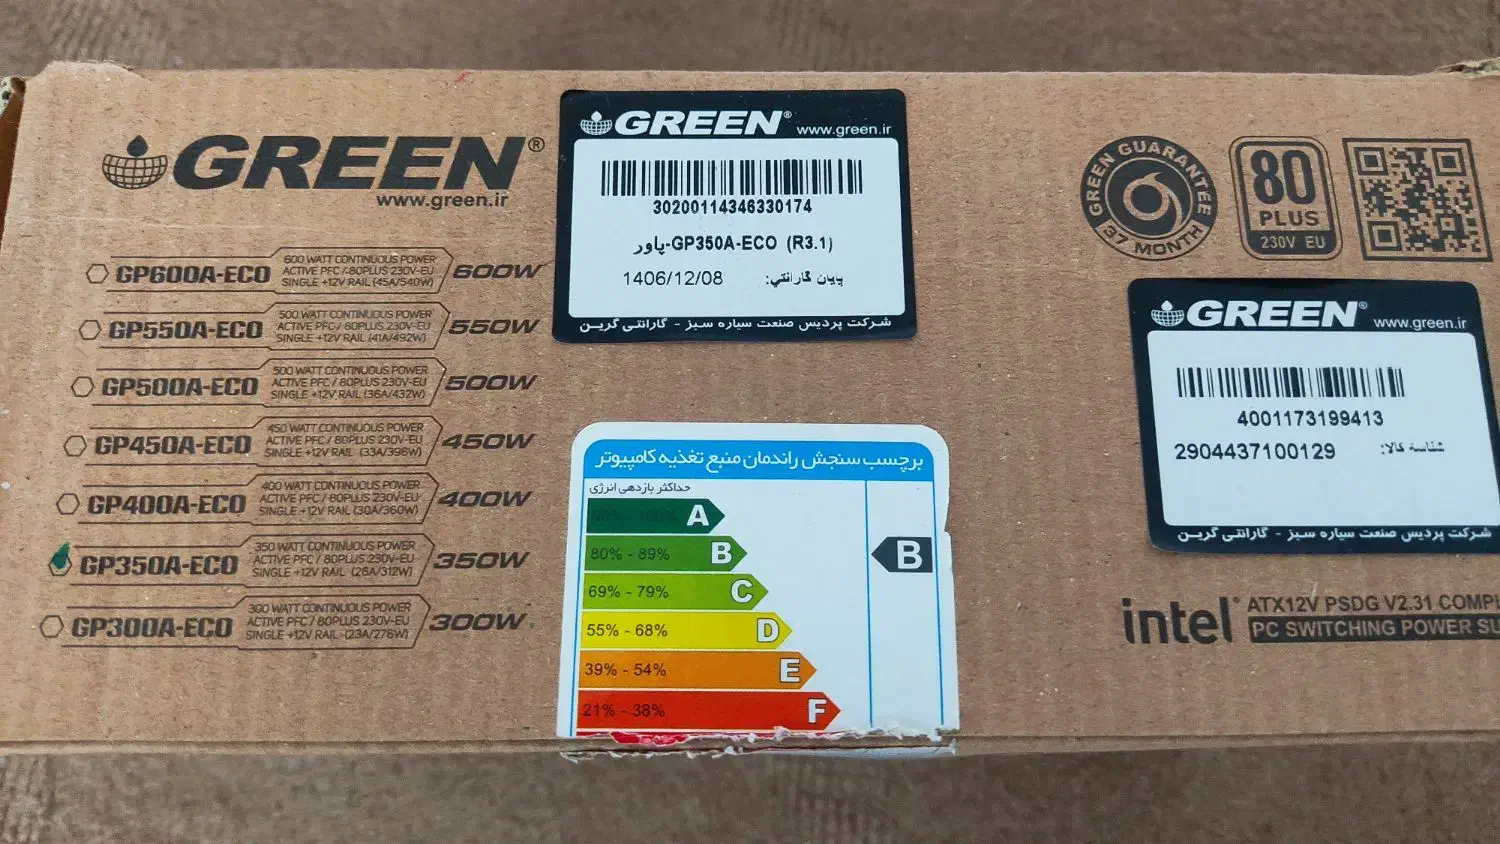 GREEN®
www.green.ir
GP600A-ECO
600 WATT CONTINUOUS POWER
ACTIVE PFC / 80PLUS 230V-EU
SINGLE +12V RAIL (45A/540W)
600W
GP550A-ECO
500 WATT CONTINUOUS POWER
ACTIVE PFC / 80PLUS 230V-EU
SINGLE +12V RAIL (41A/492W)
550W
GP500A-ECO
500 WATT CONTINUOUS POWER
ACTIVE PFC / 80PLUS 230V-EU
SINGLE +12V RAIL (36A/432W)
500W
GP450A-ECO
450 WATT CONTINUOUS POWER
ACTIVE PFC / 80PLUS 230V-EU
SINGLE +12V RAIL (33A/396W)
450W
GP400A-ECO
400 WATT CONTINUOUS POWER
ACTIVE PFC / 80PLUS 230V-EU
SINGLE +12V RAIL (30A/360W)
400W
GP350A-ECO
350 WATT CONTINUOUS POWER
ACTIVE PFC / 80PLUS 230V-EU
SINGLE +12V RAIL (26A/312W)
350W
GP300A-ECO
300 WATT CONTINUOUS POWER
ACTIVE PFC / 80PLUS 230V-EU
SINGLE +12V RAIL (23A/276W)
300W
GREEN® www.green.ir
30200114346330174
پاور-GP350A-ECO (R3.1)
پایان گارانتي: 1406/12/08
شرکت پردیس صنعت سیاره سبز - گارانتی گرین
برچسب سنجش راندمان منبع تغذیه کامپیوتر
حداکثر بازدهی انرژی
A
80% - 89% B
B
69% - 79% C
55% - 68% D
39% - 54% E
21% - 38% F
GREEN GUARANTEE
37 MONTH
80
PLUS
230V EU
GREEN® www.green.ir
4001173199413
شناسه کالا: 2904437100129
شرکت پردیس صنعت سیاره سبز - گارانتی گرین
intel®
ATX12V PSDG V2.31
PC SWITCHING POWER